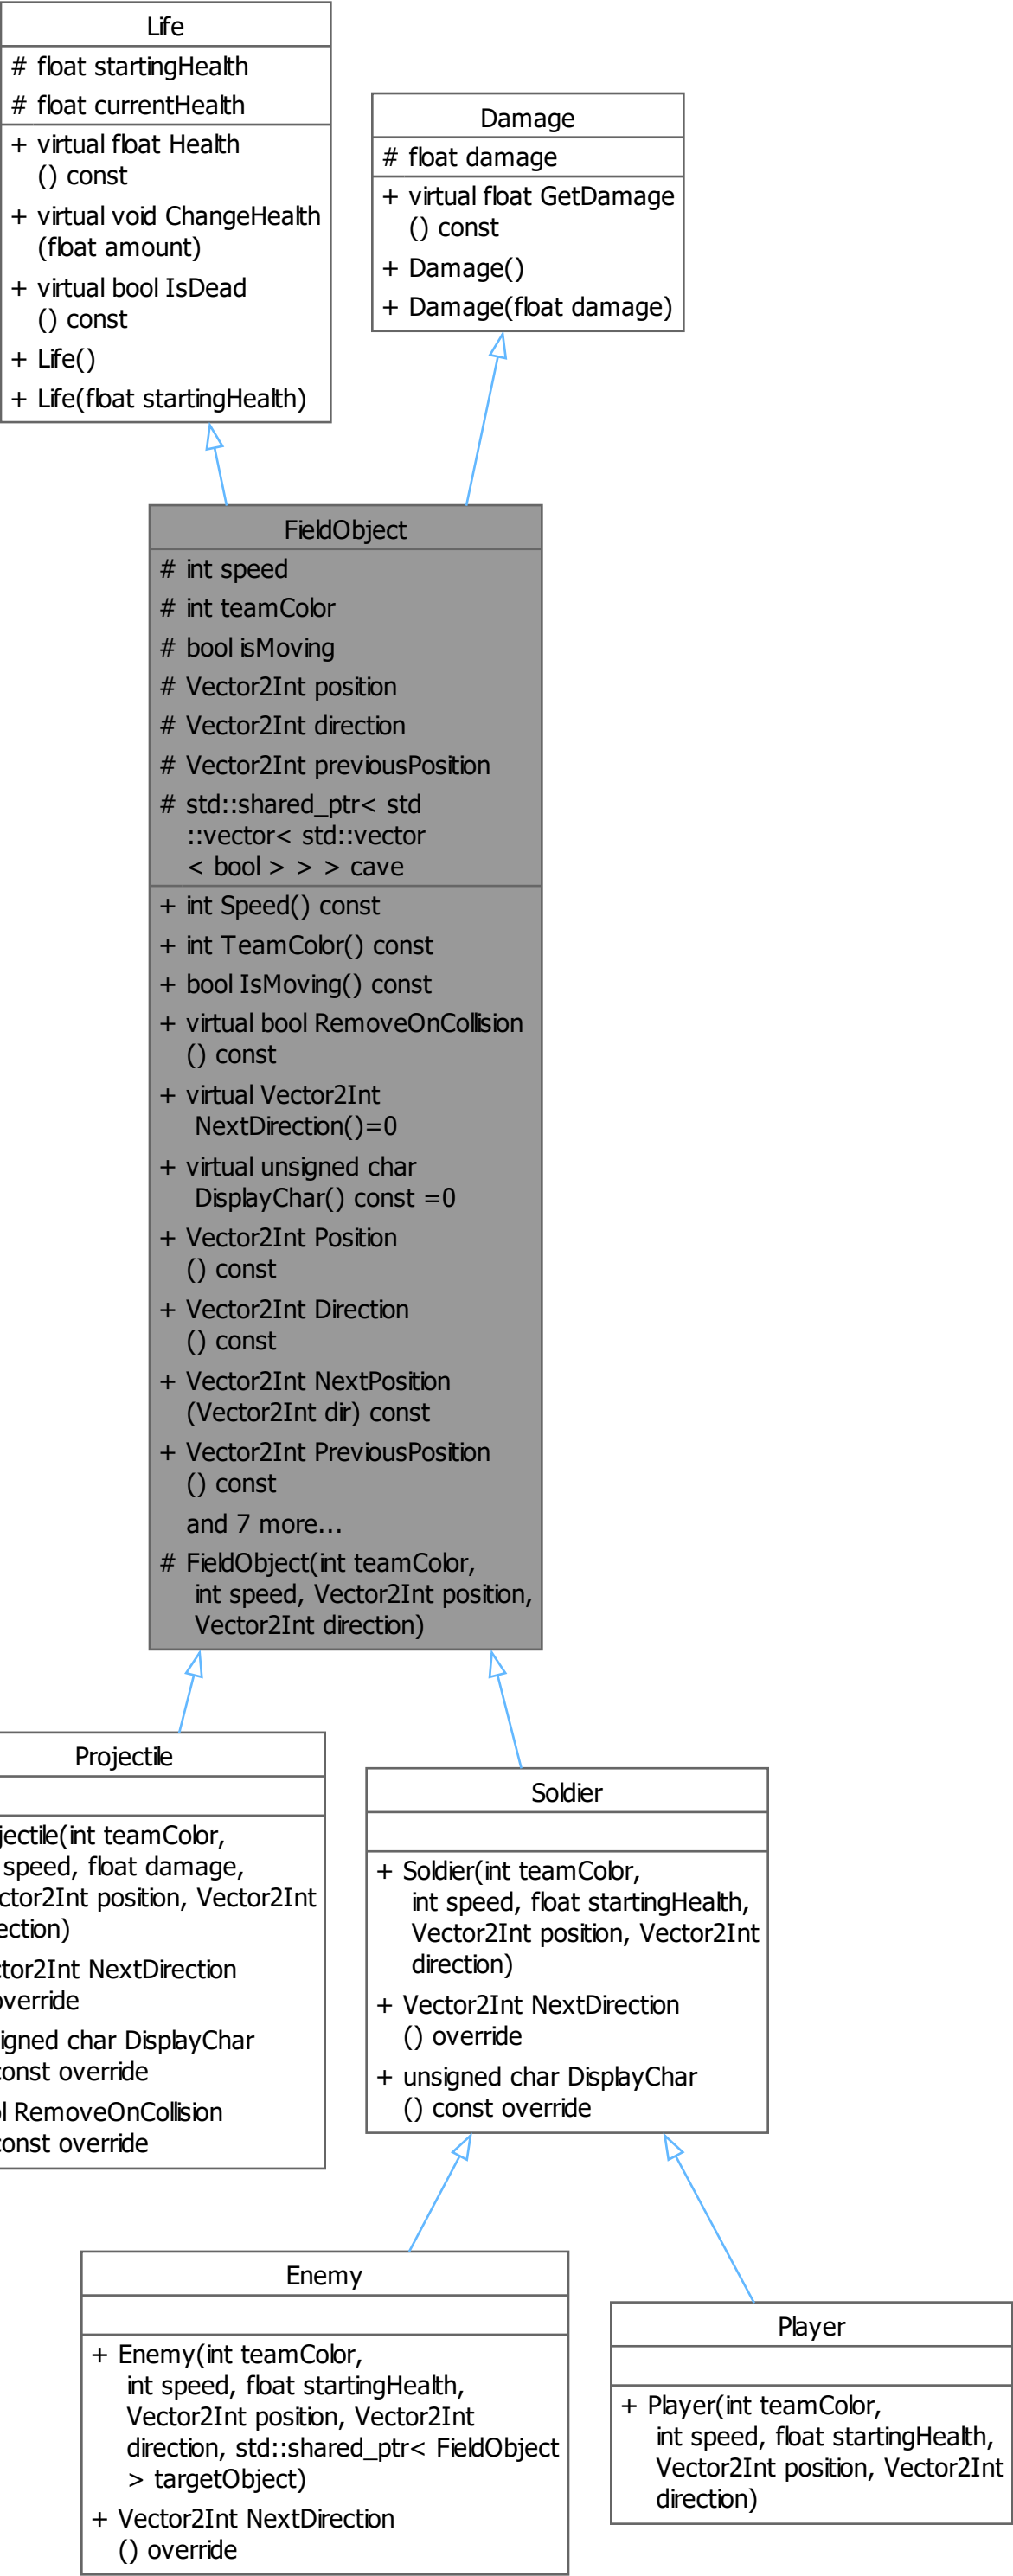 Life
# float startingHealth
# float currentHealth
+ virtual float Health
() const
+ virtual void ChangeHealth
(float amount)
+ virtual bool IsDead
() const
+ Life()
+ Life(float startingHealth)
Damage
# float damage
+ virtual float GetDamage
() const
+ Damage()
+ Damage(float damage)
FieldObject
# int speed
# int teamColor
# bool isMoving
# Vector2Int position
# Vector2Int direction
# Vector2Int previousPosition
# std::shared_ptr< std
::vector< std::vector
< bool > > > cave
+ int Speed() const
+ int TeamColor() const
+ bool IsMoving() const
+ virtual bool RemoveOnCollision
() const
+ virtual Vector2Int
NextDirection()=0
+ virtual unsigned char
DisplayChar() const =0
+ Vector2Int Position
() const
+ Vector2Int Direction
() const
+ Vector2Int NextPosition
(Vector2Int dir) const
+ Vector2Int PreviousPosition
() const
and 7 more...
# FieldObject(int teamColor,
int speed, Vector2Int position,
Vector2Int direction)
Projectile
jectile(int teamColor,
speed, float damage,
ctor2Int position, Vector2Int
ection)
tor2Int NextDirection
override
igned char DisplayChar
const override
l RemoveOnCollision
const override
Soldier
+ Soldier(int teamColor,
int speed, float startingHealth,
Vector2Int position, Vector2Int
direction)
+ Vector2Int NextDirection
() override
+ unsigned char DisplayChar
() const override
Enemy
+ Enemy(int teamColor,
int speed, float startingHealth,
Vector2Int position, Vector2Int
direction, std::shared_ptr< FieldObject
> targetObject)
+ Vector2Int NextDirection
() override
Player
+ Player(int teamColor,
int speed, float startingHealth,
Vector2Int position, Vector2Int
direction)